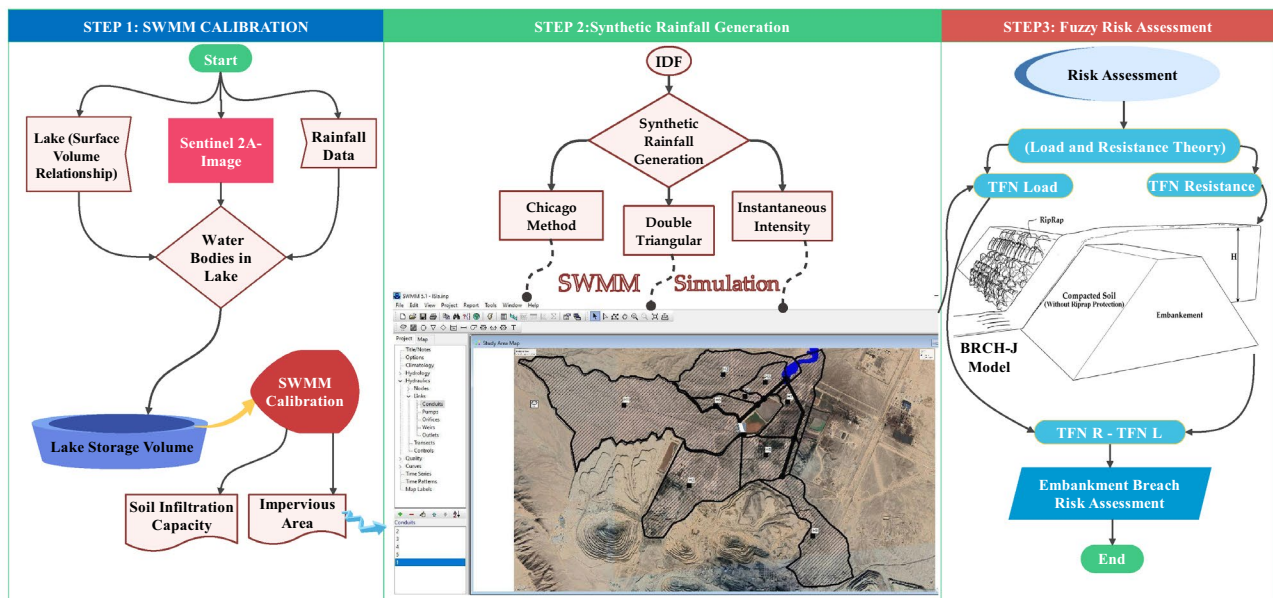 STEP 1: SWMM CALIBRATION
Start
Lake (Surface
Volume
Relationship)
Sentinel 2A-
Image
Rainfall
Data
Water
Bodies in
Lake
SWMM
Calibration
Lake Storage Volume
Soil Infiltration
Capacity
Impervious
Area
STEP 2:Synthetic Rainfall Generation
IDF
Synthetic
Rainfall
Generation
Chicago
Method
Double
Triangular
Instantaneous
Intensity
SWMM Simulation
SWMM 5.1 -
File Edit View Project Report Tools Window Help
Project Map
Title/Notes
Options
Climatology
Hydrology
Hydraulics
Nodes
Links
Conduits
Pumps
Orifices
Weirs
Outlets
Transects
Controls
Quality
Curves
Time Series
Time Patterns
Map Labels
Conduits
2
3
4
5
1
Study Area Map
STEP3: Fuzzy Risk Assessment
Risk Assessment
(Load and Resistance Theory)
TFN Load
TFN Resistance
RipRap
H
Compacted Soil
(Without Riprap Protection)
Embankment
BRCH-J
Model
TFN R - TFN L
Embankment Breach
Risk Assessment
End